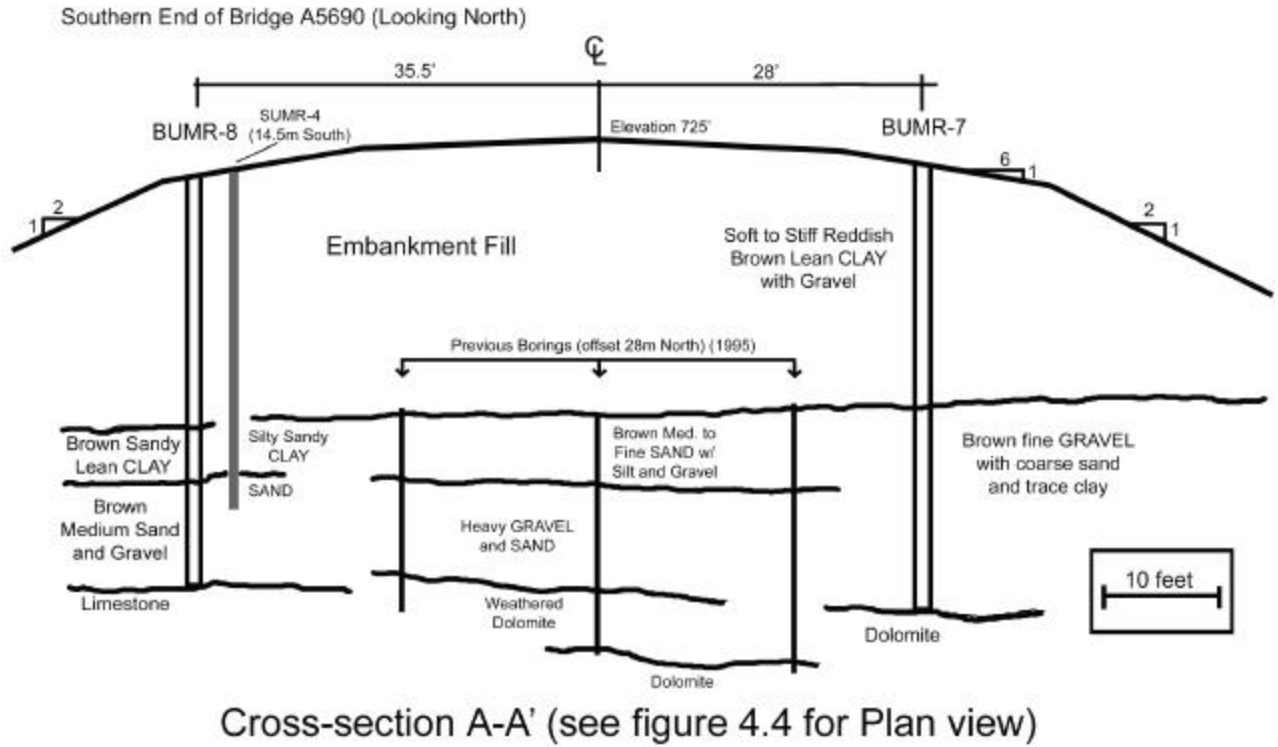 Southern End of Bridge A5690 (Looking North)
℄
35.5'
28'
SUMR-4
(14.5m South)
BUMR-8
Elevation 725'
BUMR-7
6
1
2
1
2
1
Embankment Fill
Soft to Stiff Reddish
Brown Lean CLAY
with Gravel
Previous Borings (offset 28m North) (1995)
Brown Sandy
Lean CLAY
Silty Sandy
CLAY
SAND
Brown Med. to
Fine SAND w/
Silt and Gravel
Brown fine GRAVEL
with coarse sand
and trace clay
Brown
Medium Sand
and Gravel
Heavy GRAVEL
and SAND
10 feet
Limestone
Weathered
Dolomite
Dolomite
Dolomite
Cross-section A-A' (see figure 4.4 for Plan view)